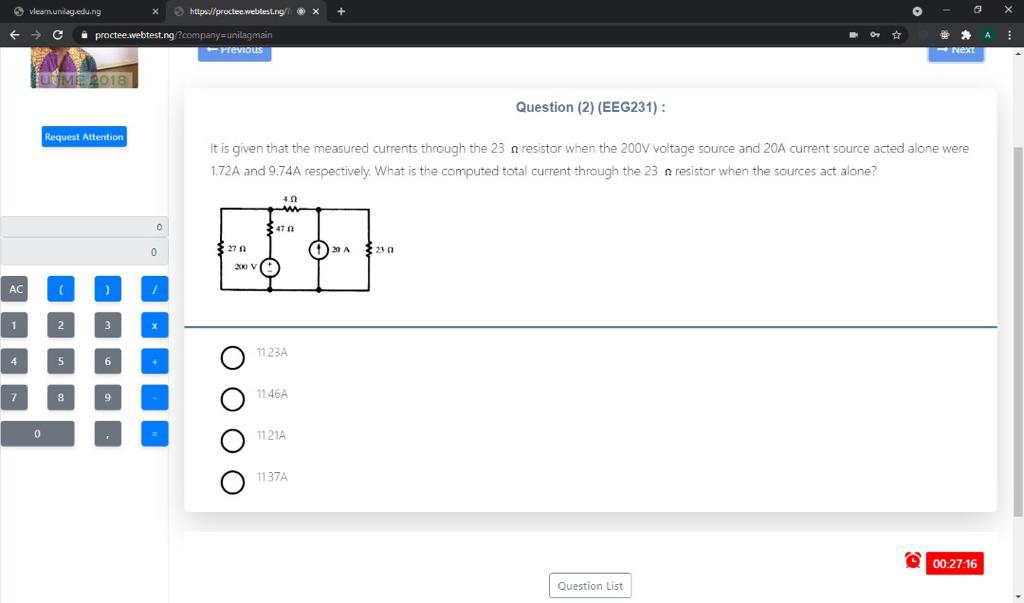 vlearn.unilag.edu.ng
https://proctee.webtest.ng/
proctee.webtest.ng/?company=unilagmain
A
← Previous
→ Next
UTME 2018
Request Attention
Question (2) (EEG231) :
It is given that the measured currents through the 23 Ω resistor when the 200V voltage source and 20A current source acted alone were
1.72A and 9.74A respectively. What is the computed total current through the 23 Ω resistor when the sources act alone?
4 Ω
47 Ω
27 Ω
20 A
23 Ω
200 V
0
0
AC ( ) /
1 2 3 x
4 5 6 +
7 8 9 -
0 , =
11.23A
11.46A
11.21A
11.37A
00:27:16
Question List